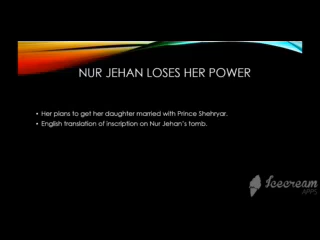 NUR JEHAN LOSES HER POWER
• Her plans to get her daughter married with Prince Shehryar.
• English translation of inscription on Nur Jehan's tomb.
Icecream
APPS